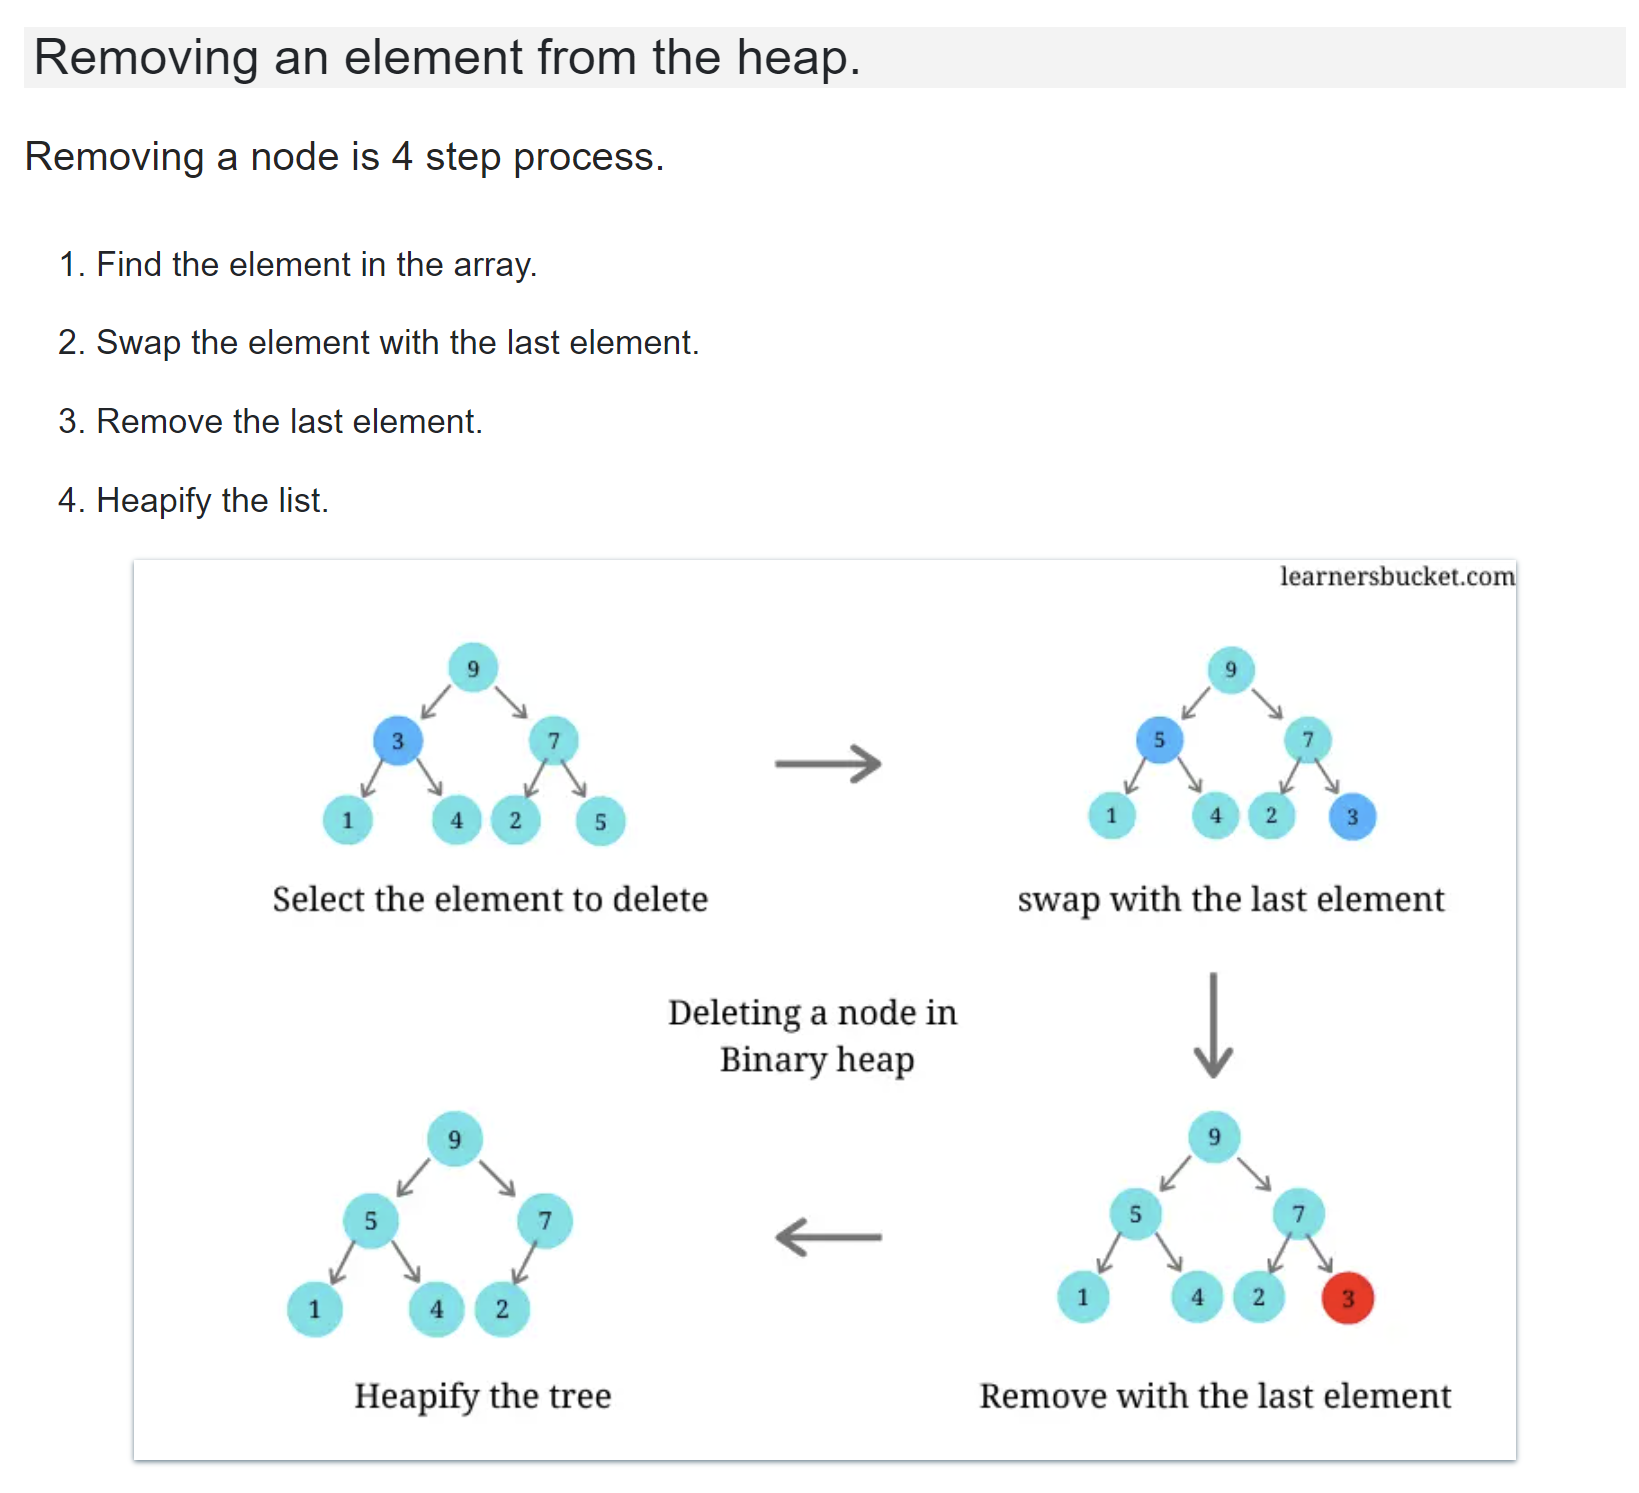 Removing an element from the heap.
Removing a node is 4 step process.
1. Find the element in the array.
2. Swap the element with the last element.
3. Remove the last element.
4. Heapify the list.
learnersbucket.com
9
3 7
1 4 2 5
Select the element to delete
9
5 7
1 4 2 3
swap with the last element
Deleting a node in
Binary heap
9
5 7
1 4 2
Heapify the tree
9
5 7
1 4 2 3
Remove with the last element